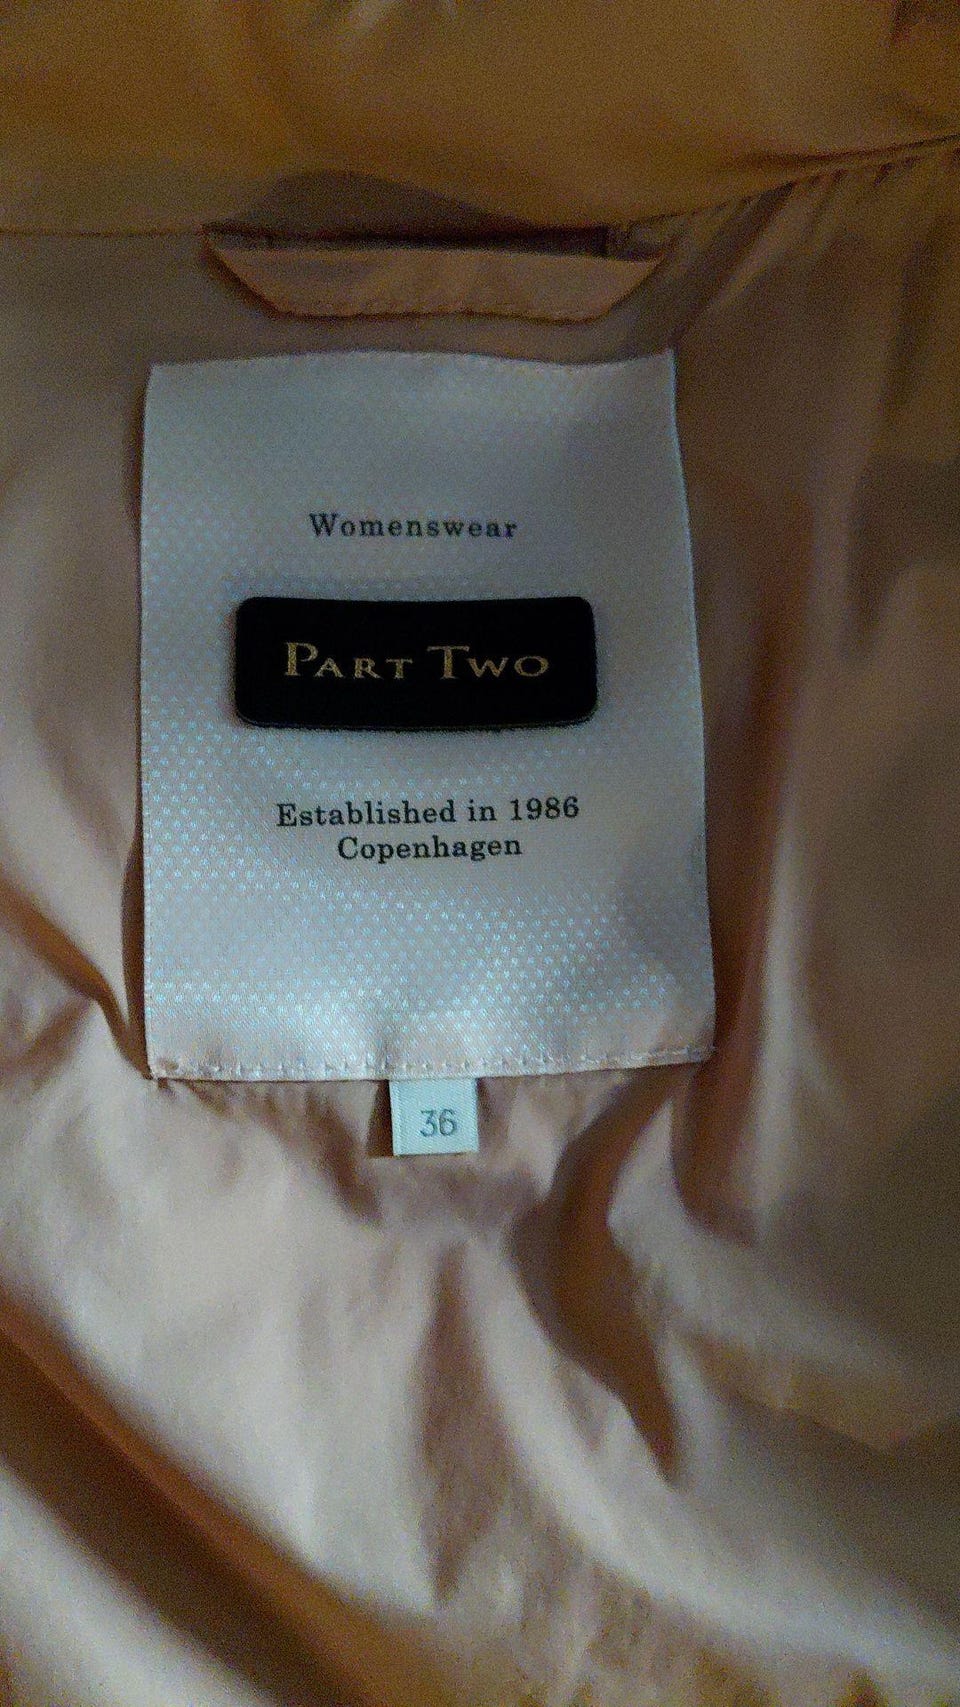 Womenswear
PART TWO
Established in 1986
Copenhagen
36